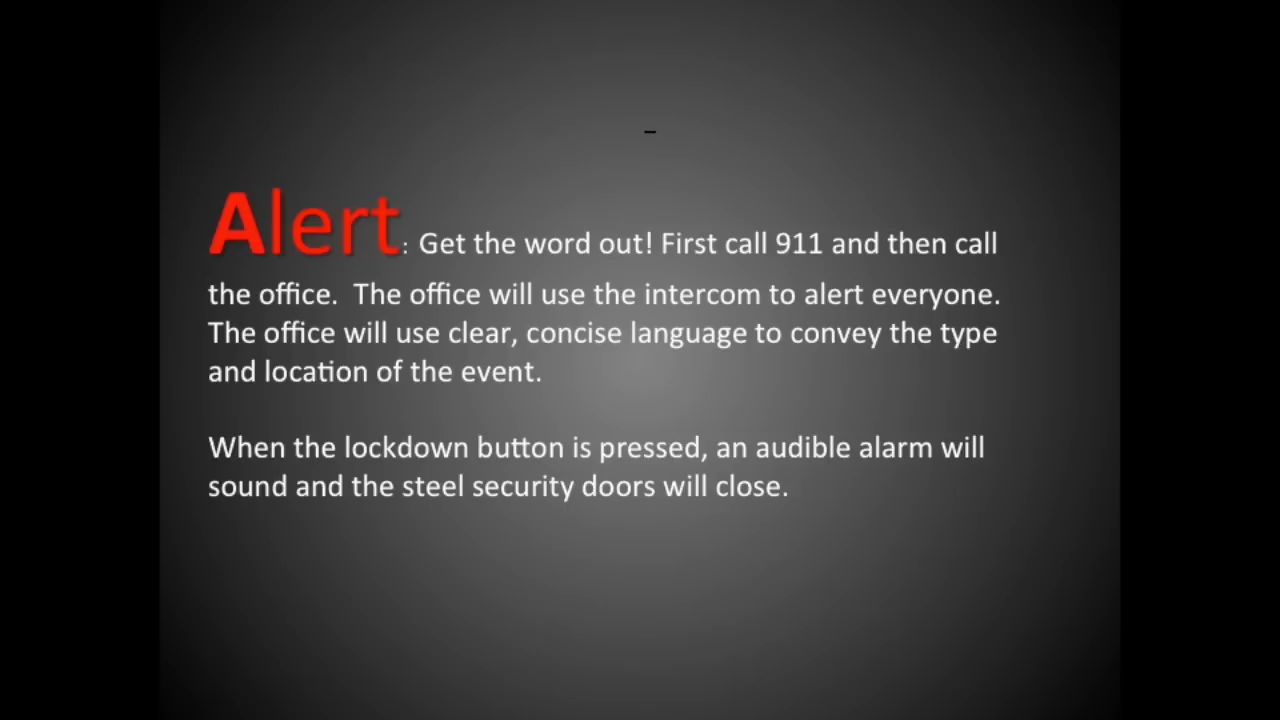 –
Alert: Get the word out! First call 911 and then call
the office.  The office will use the intercom to alert everyone.
The office will use clear, concise language to convey the type
and location of the event.
When the lockdown button is pressed, an audible alarm will
sound and the steel security doors will close.